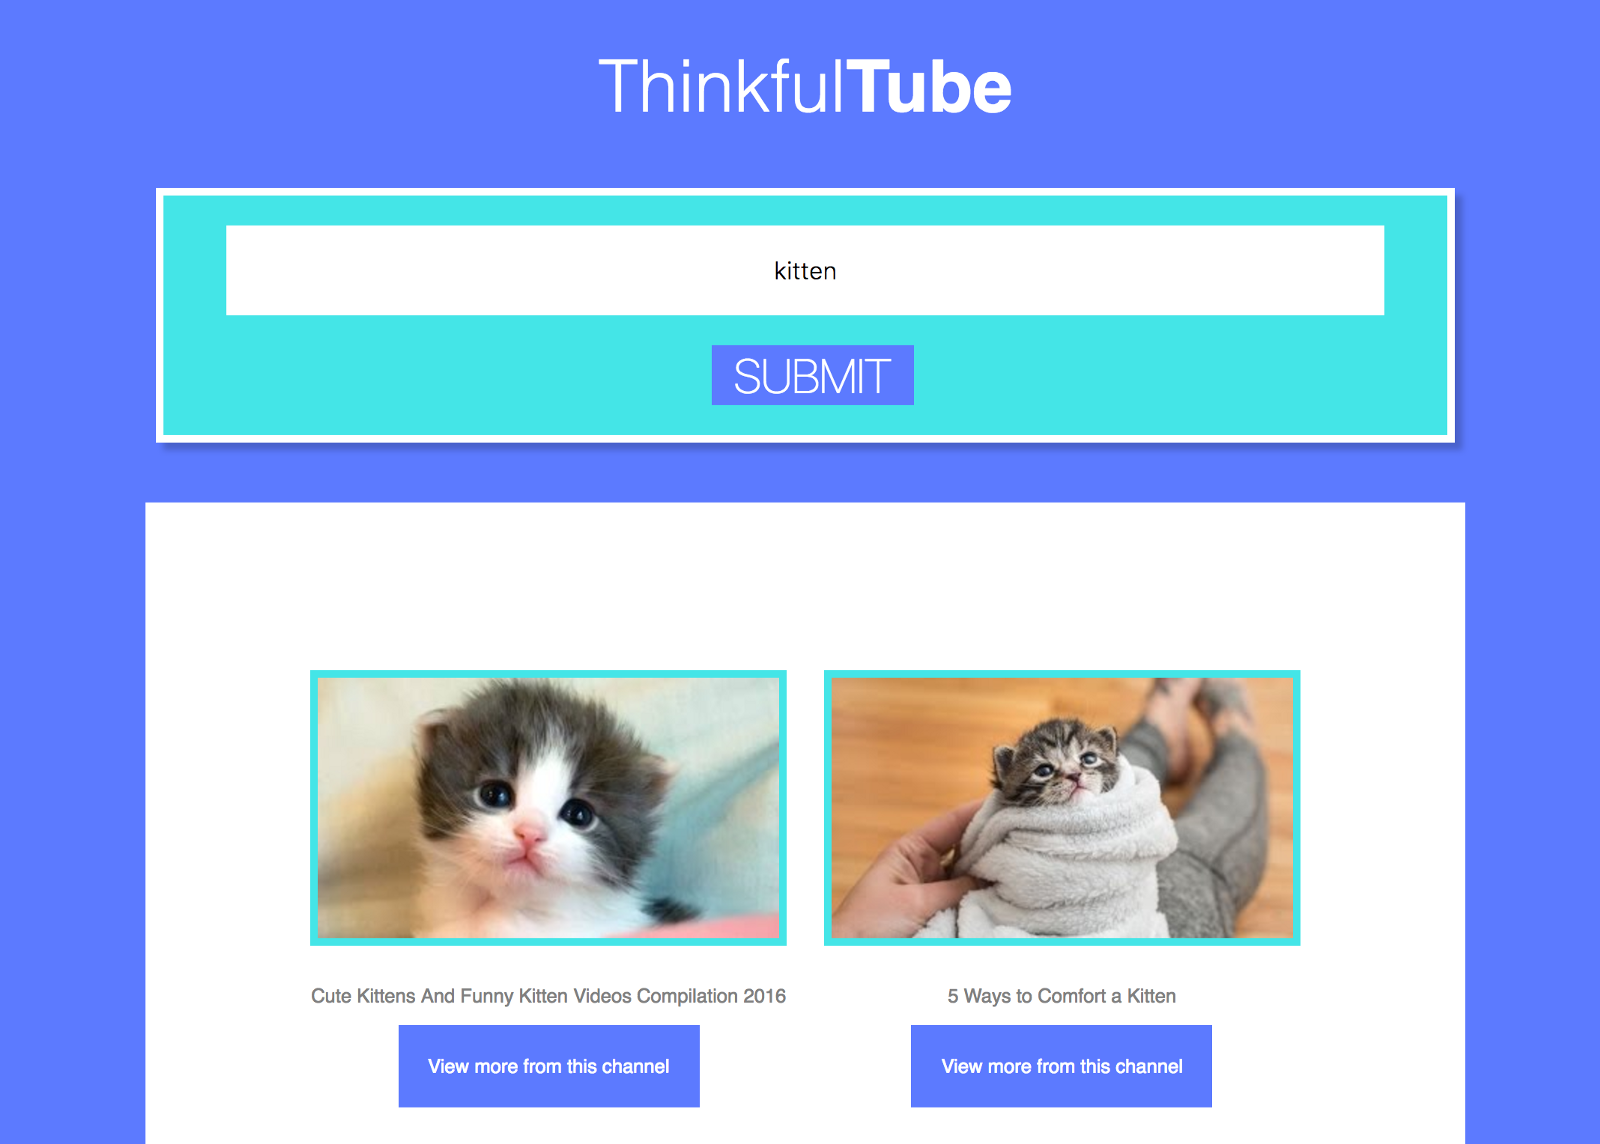 ThinkfulTube
kitten
SUBMIT
Cute Kittens And Funny Kitten Videos Compilation 2016
5 Ways to Comfort a Kitten
View more from this channel
View more from this channel